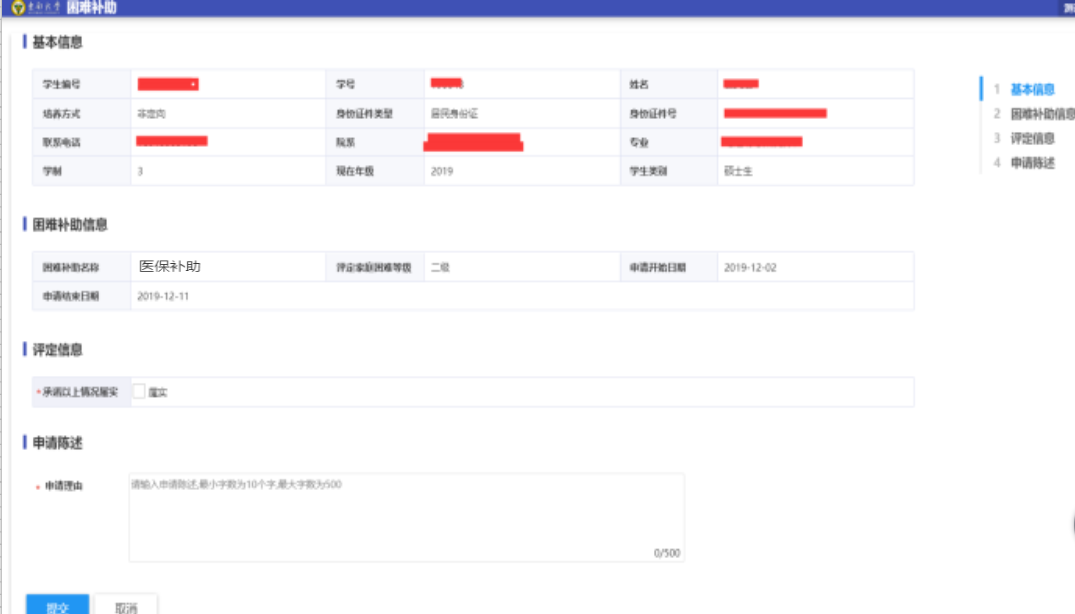 东南大学 困难补助
基本信息
学生编号 学号 姓名
培养方式 非定向 身份证件类型 居民身份证 身份证件号
联系电话 院系 专业
学制 3 现在年级 2019 学生类别 硕士生
1 基本信息
2 困难补助信息
3 评定信息
4 申请陈述
困难补助信息
困难补助名称 医保补助 评定家庭困难等级 二级 申请开始日期 2019-12-02
申请结束日期 2019-12-11
评定信息
*承诺以上情况属实 属实
申请陈述
* 申请理由 请输入申请陈述,最小字数为10个字,最大字数为500
0/500
提交 取消